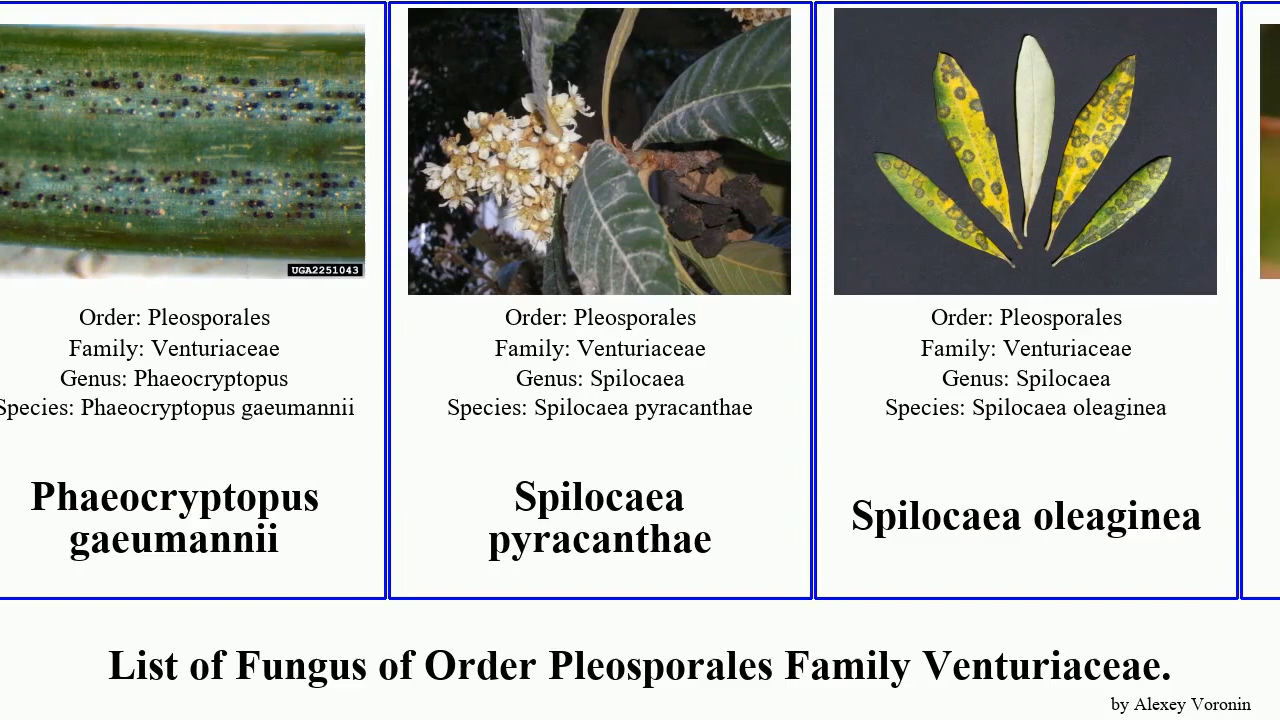 UGA2251043
Order: Pleosporales
Family: Venturiaceae
Genus: Phaeocryptopus
Species: Phaeocryptopus gaeumannii
Phaeocryptopus
gaeumannii
Order: Pleosporales
Family: Venturiaceae
Genus: Spilocaea
Species: Spilocaea pyracanthae
Spilocaea
pyracanthae
Order: Pleosporales
Family: Venturiaceae
Genus: Spilocaea
Species: Spilocaea oleaginea
Spilocaea oleaginea
List of Fungus of Order Pleosporales Family Venturiaceae.
by Alexey Voronin